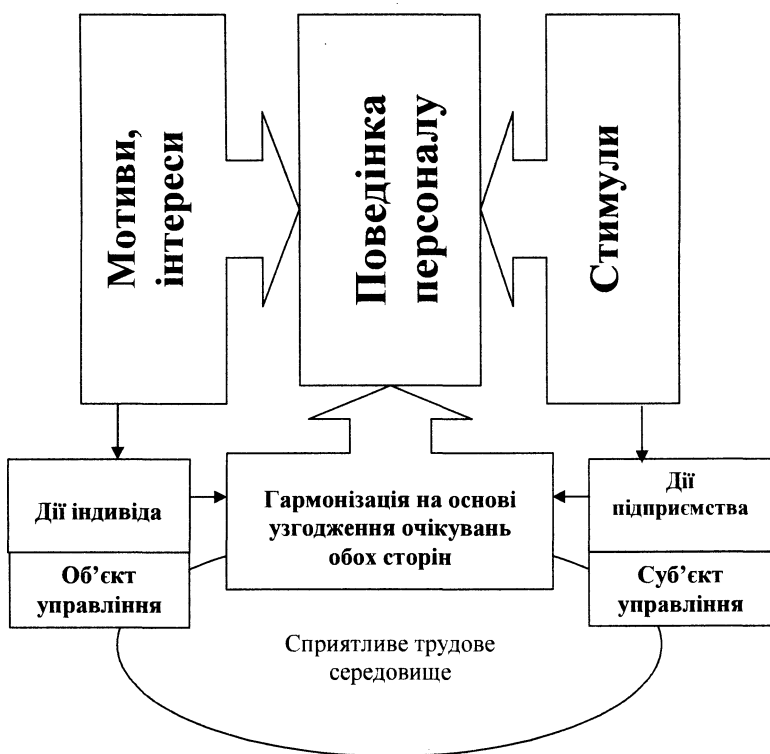 Мотиви,
інтереси
Поведінка
персоналу
Стимули
Дії індивіда
Об’єкт
управління
Гармонізація на основі
узгодження очікувань
обох сторін
Дії
підприємства
Суб’єкт
управління
Сприятливе трудове
середовище